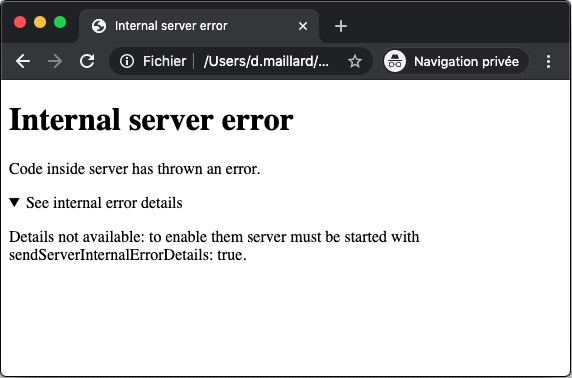 Internal server error
Fichier /Users/d.maillard/... Navigation privée
Internal server error
Code inside server has thrown an error.
See internal error details
Details not available: to enable them server must be started with
sendServerInternalErrorDetails: true.